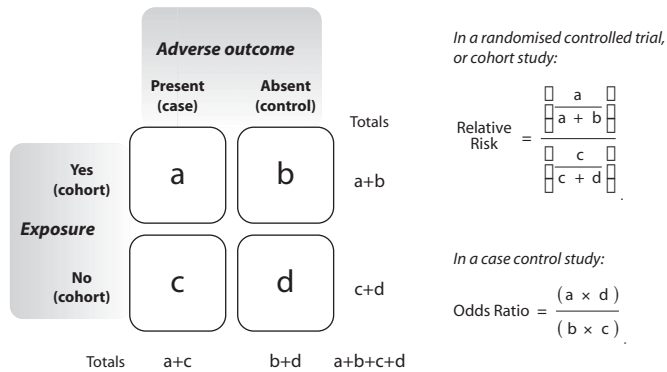 Adverse outcome
Present
(case)
Absent
(control)
Totals
Yes
(cohort)
a
b
a+b
Exposure
No
(cohort)
c
d
c+d
Totals
a+c
b+d
a+b+c+d
In a randomised controlled trial,
or cohort study:
Relative
Risk
=
a
a + b
c
c + d
.
In a case control study:
Odds Ratio = ( a × d )
( b × c ) .